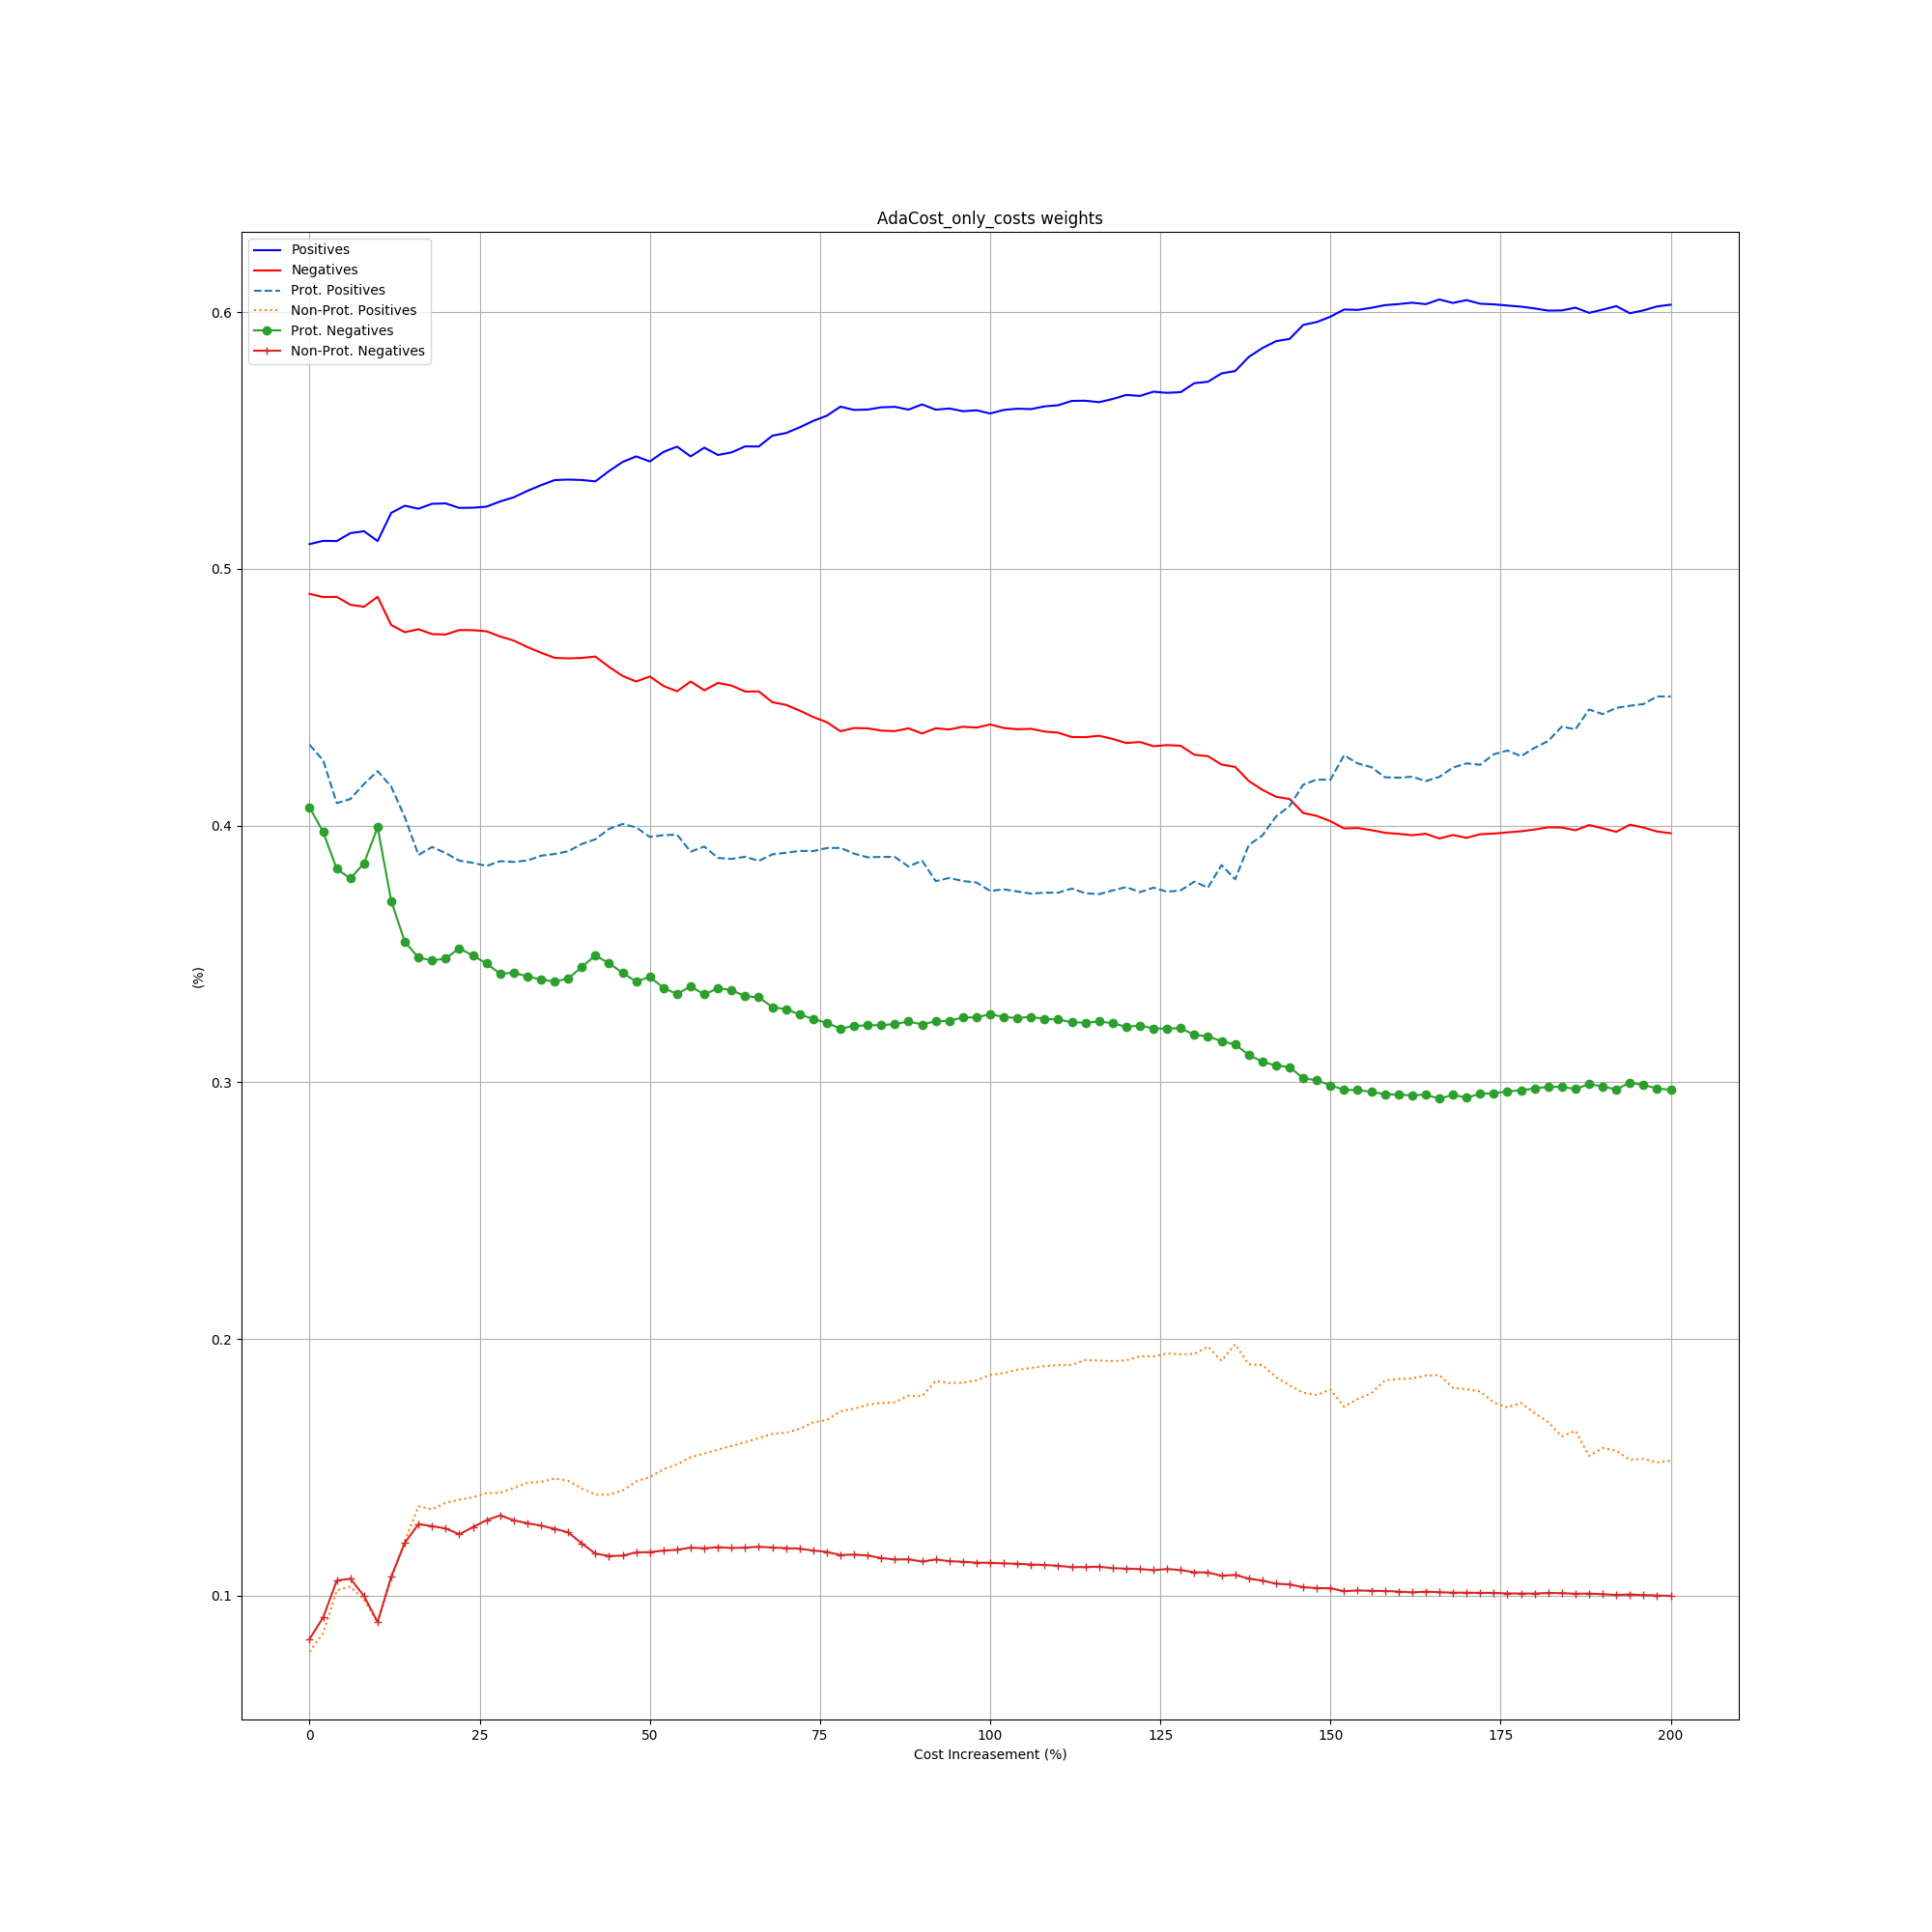 AdaCost_only_costs weights
Positives
Negatives
Prot. Positives
Non-Prot. Positives
Prot. Negatives
Non-Prot. Negatives
0.6
0.5
0.4
0.3
0.2
0.1
(%)
0 25 50 75 100 125 150 175 200
Cost Increasement (%)